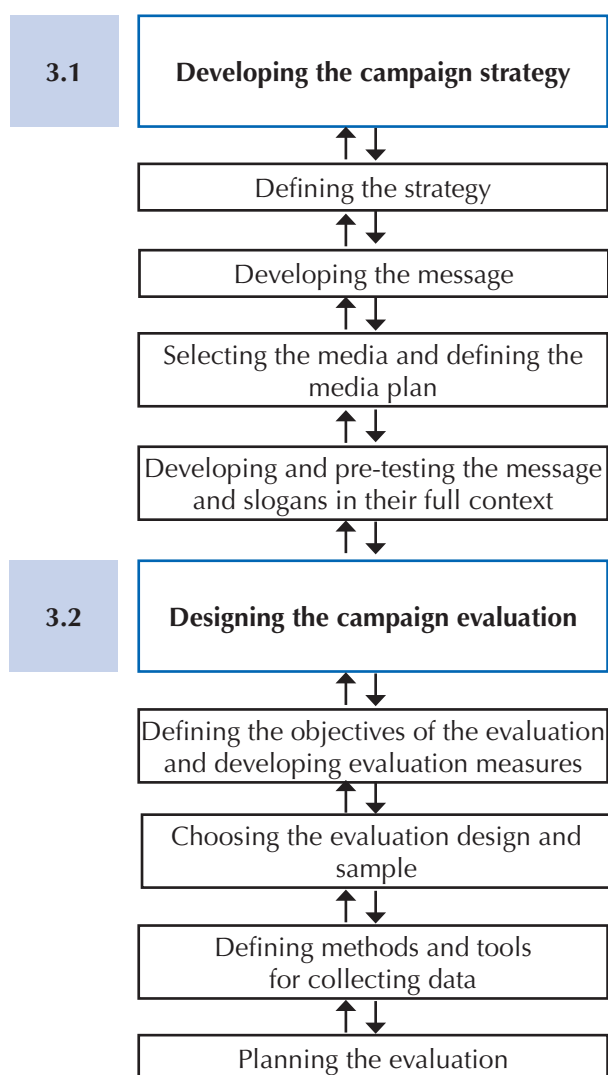 3.1
Developing the campaign strategy
Defining the strategy
Developing the message
Selecting the media and defining the
media plan
Developing and pre-testing the message
and slogans in their full context
3.2
Designing the campaign evaluation
Defining the objectives of the evaluation
and developing evaluation measures
Choosing the evaluation design and
sample
Defining methods and tools
for collecting data
Planning the evaluation